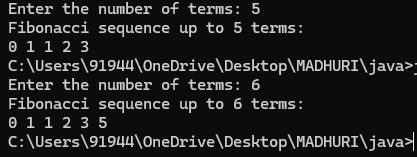 Enter the number of terms: 5
Fibonacci sequence up to 5 terms:
0 1 1 2 3
C:\Users\91944\OneDrive\Desktop\MADHURI\java>
Enter the number of terms: 6
Fibonacci sequence up to 6 terms:
0 1 1 2 3 5
C:\Users\91944\OneDrive\Desktop\MADHURI\java>